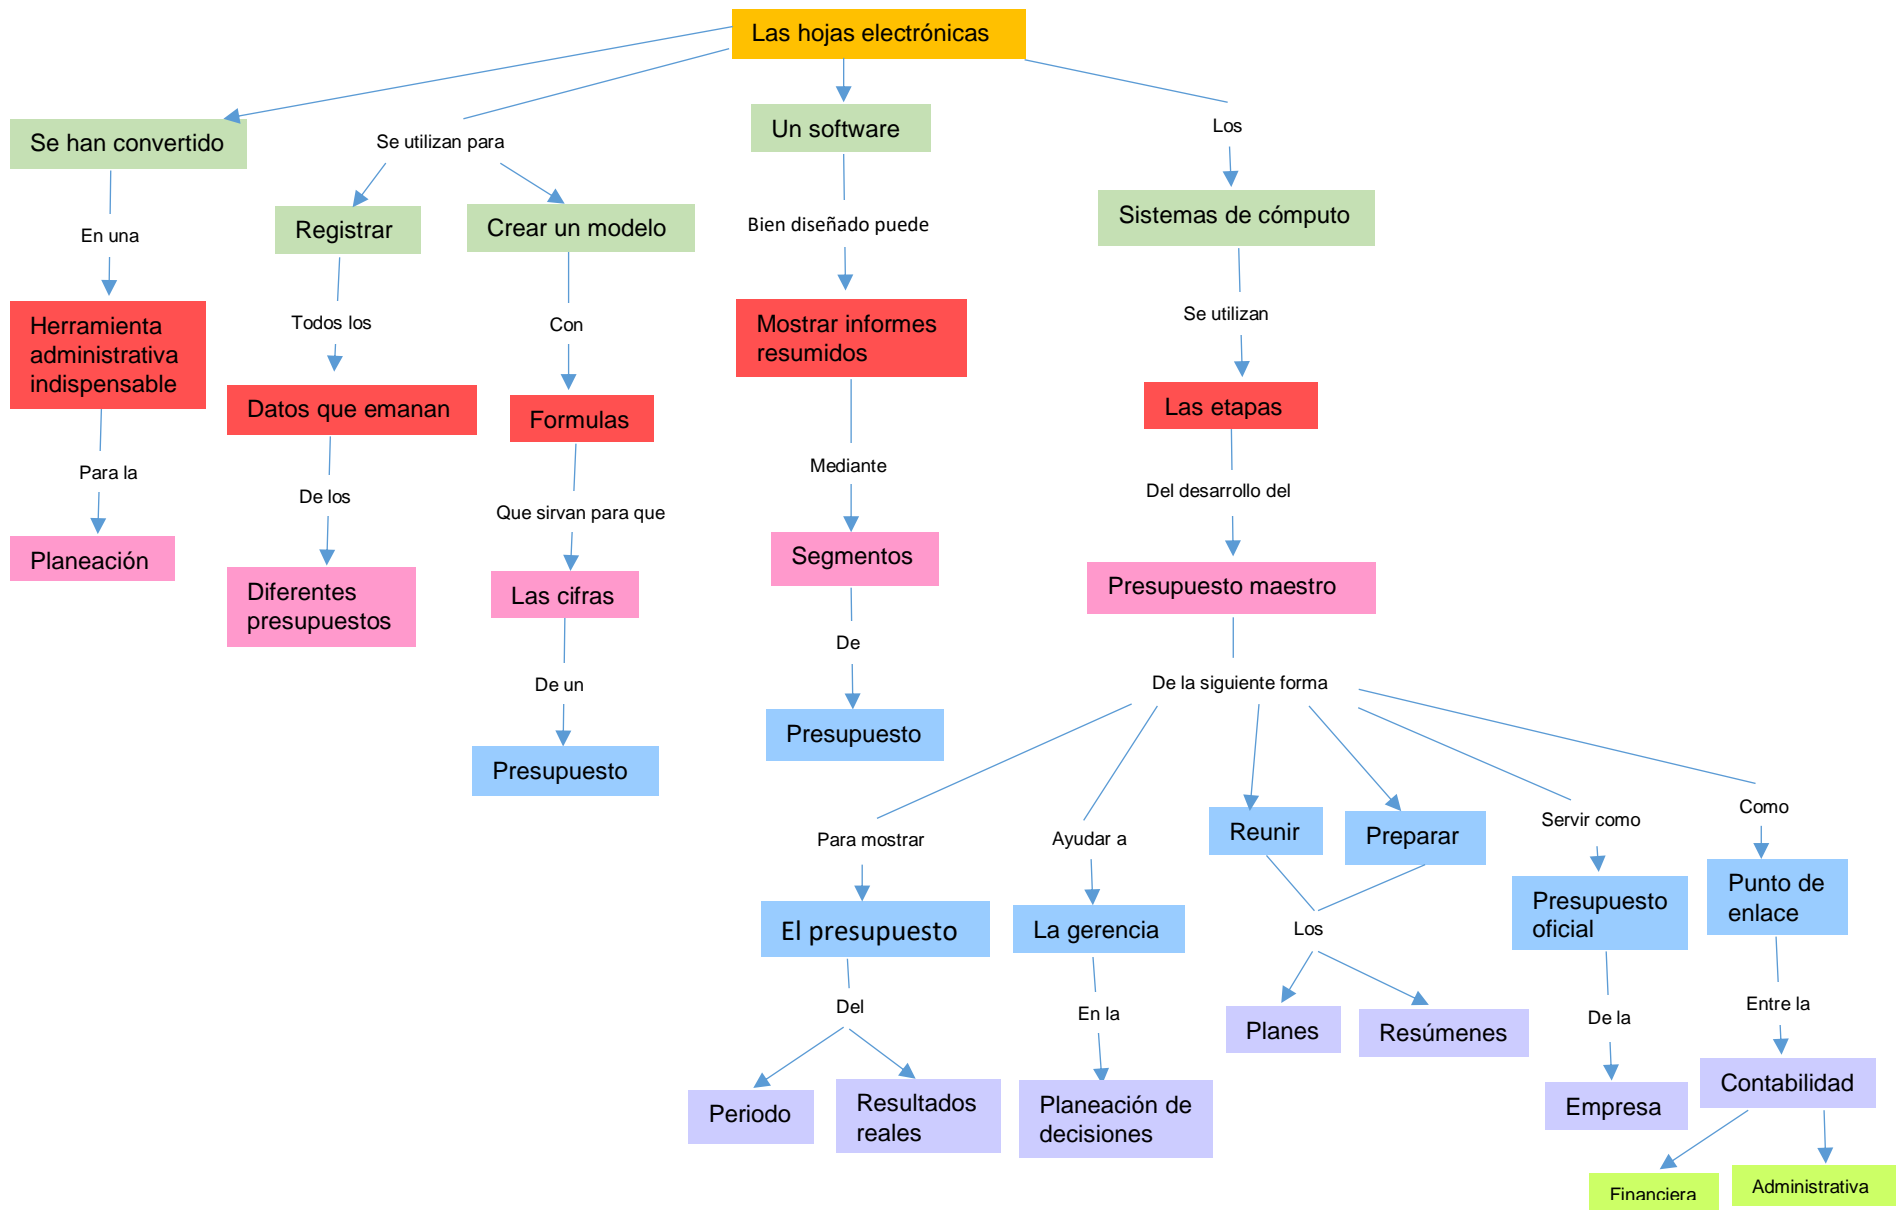 Las hojas electrónicas
Se han convertido
Se utilizan para
Un software
Los
En una
Registrar
Crear un modelo
Bien diseñado puede
Sistemas de cómputo
Herramienta
administrativa
indispensable
Todos los
Con
Mostrar informes
resumidos
Se utilizan
Datos que emanan
Formulas
Las etapas
Para la
De los
Que sirvan para que
Mediante
Del desarrollo del
Planeación
Diferentes
presupuestos
Las cifras
Segmentos
Presupuesto maestro
De un
De
De la siguiente forma
Presupuesto
Presupuesto
Para mostrar
Ayudar a
Reunir
Preparar
Servir como
Como
El presupuesto
La gerencia
Los
Presupuesto
oficial
Punto de
enlace
Del
En la
Planes
Resúmenes
De la
Entre la
Periodo
Resultados
reales
Planeación de
decisiones
Empresa
Contabilidad
Financiera
Administrativa